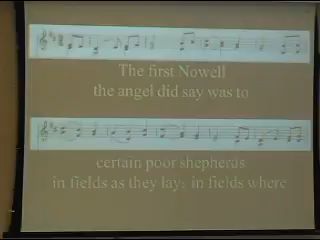 The first Nowell
the angel did say was to
certain poor shepherds
in fields as they lay; in fields where